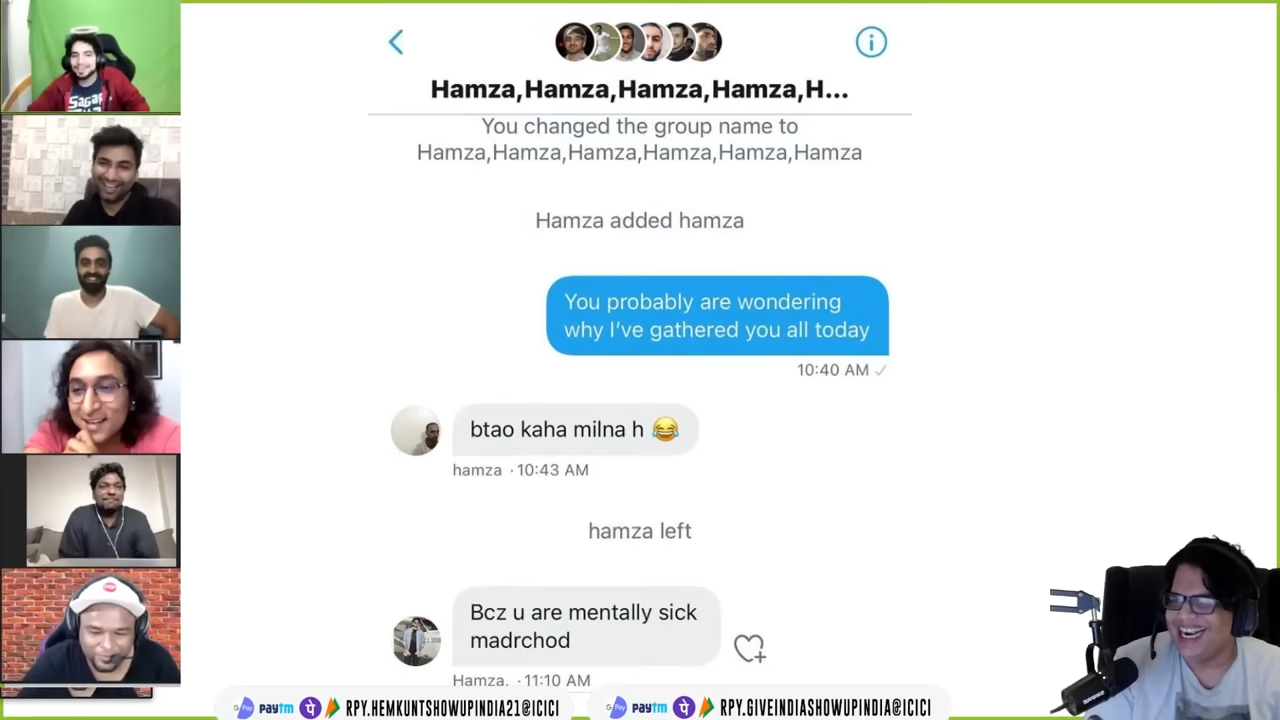 Hamza,Hamza,Hamza,Hamza,H...
You changed the group name to
Hamza,Hamza,Hamza,Hamza,Hamza,Hamza
Hamza added hamza
You probably are wondering
why I’ve gathered you all today
10:40 AM ✓
btao kaha milna h 😂
hamza · 10:43 AM
hamza left
Bcz u are mentally sick
madrchod
Hamza. · 11:10 AM
G Pay paytm RPY.HEMKUNTSHOWUPINDIA21@ICICI
G Pay paytm RPY.GIVEINDIASHOWUPINDIA@ICICI